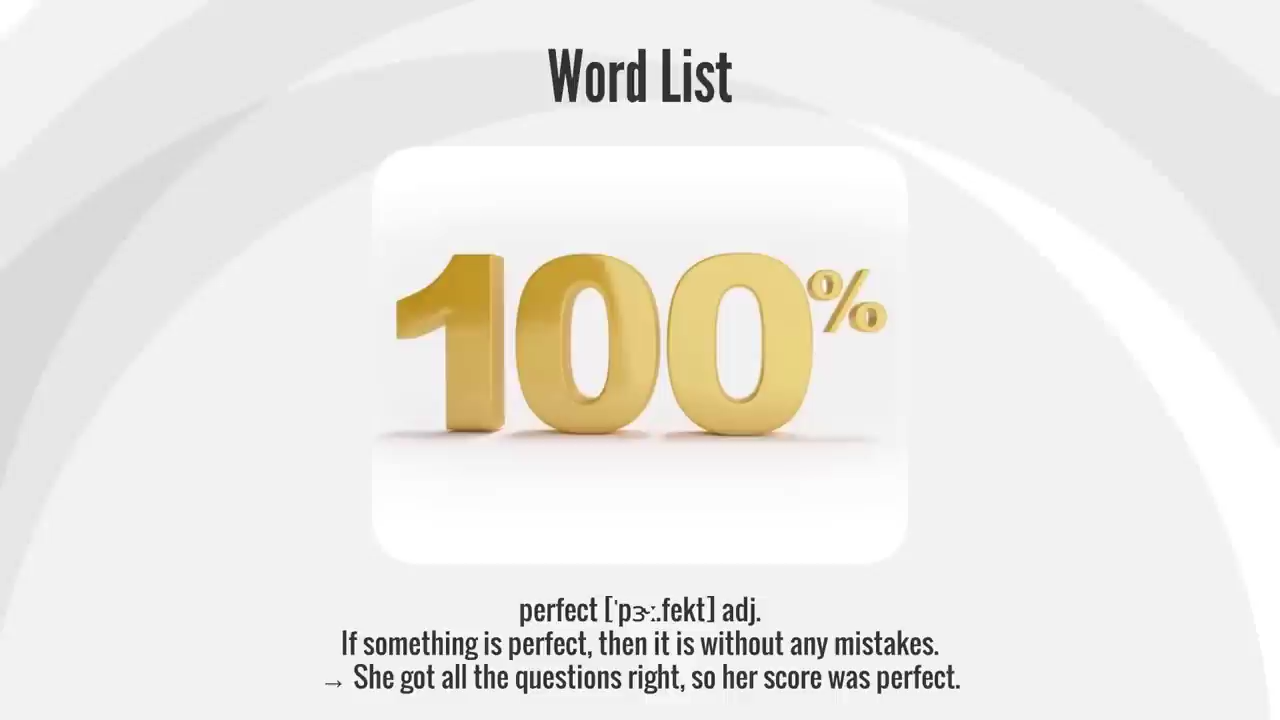 Word List
100%
perfect [ˈpɝː.fekt] adj.
If something is perfect, then it is without any mistakes.
→ She got all the questions right, so her score was perfect.